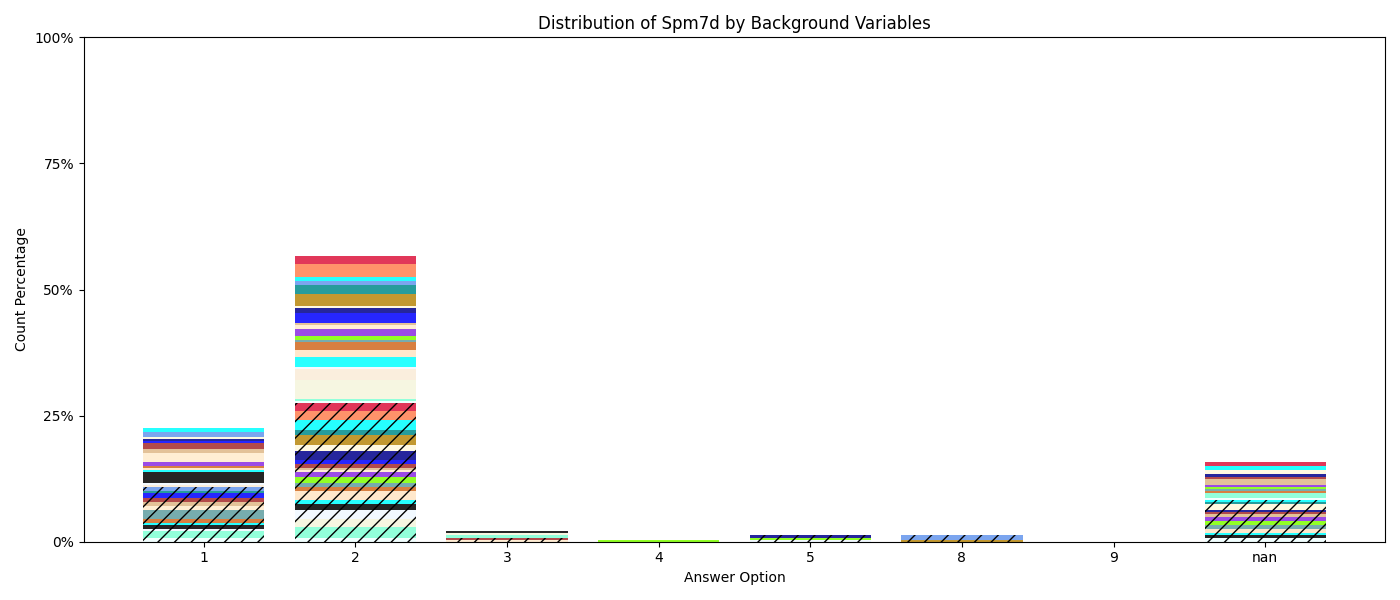 Distribution of Spm7d by Background Variables
100%
75%
50%
25%
0%
Count Percentage
1 2 3 4 5 8 9 nan
Answer Option